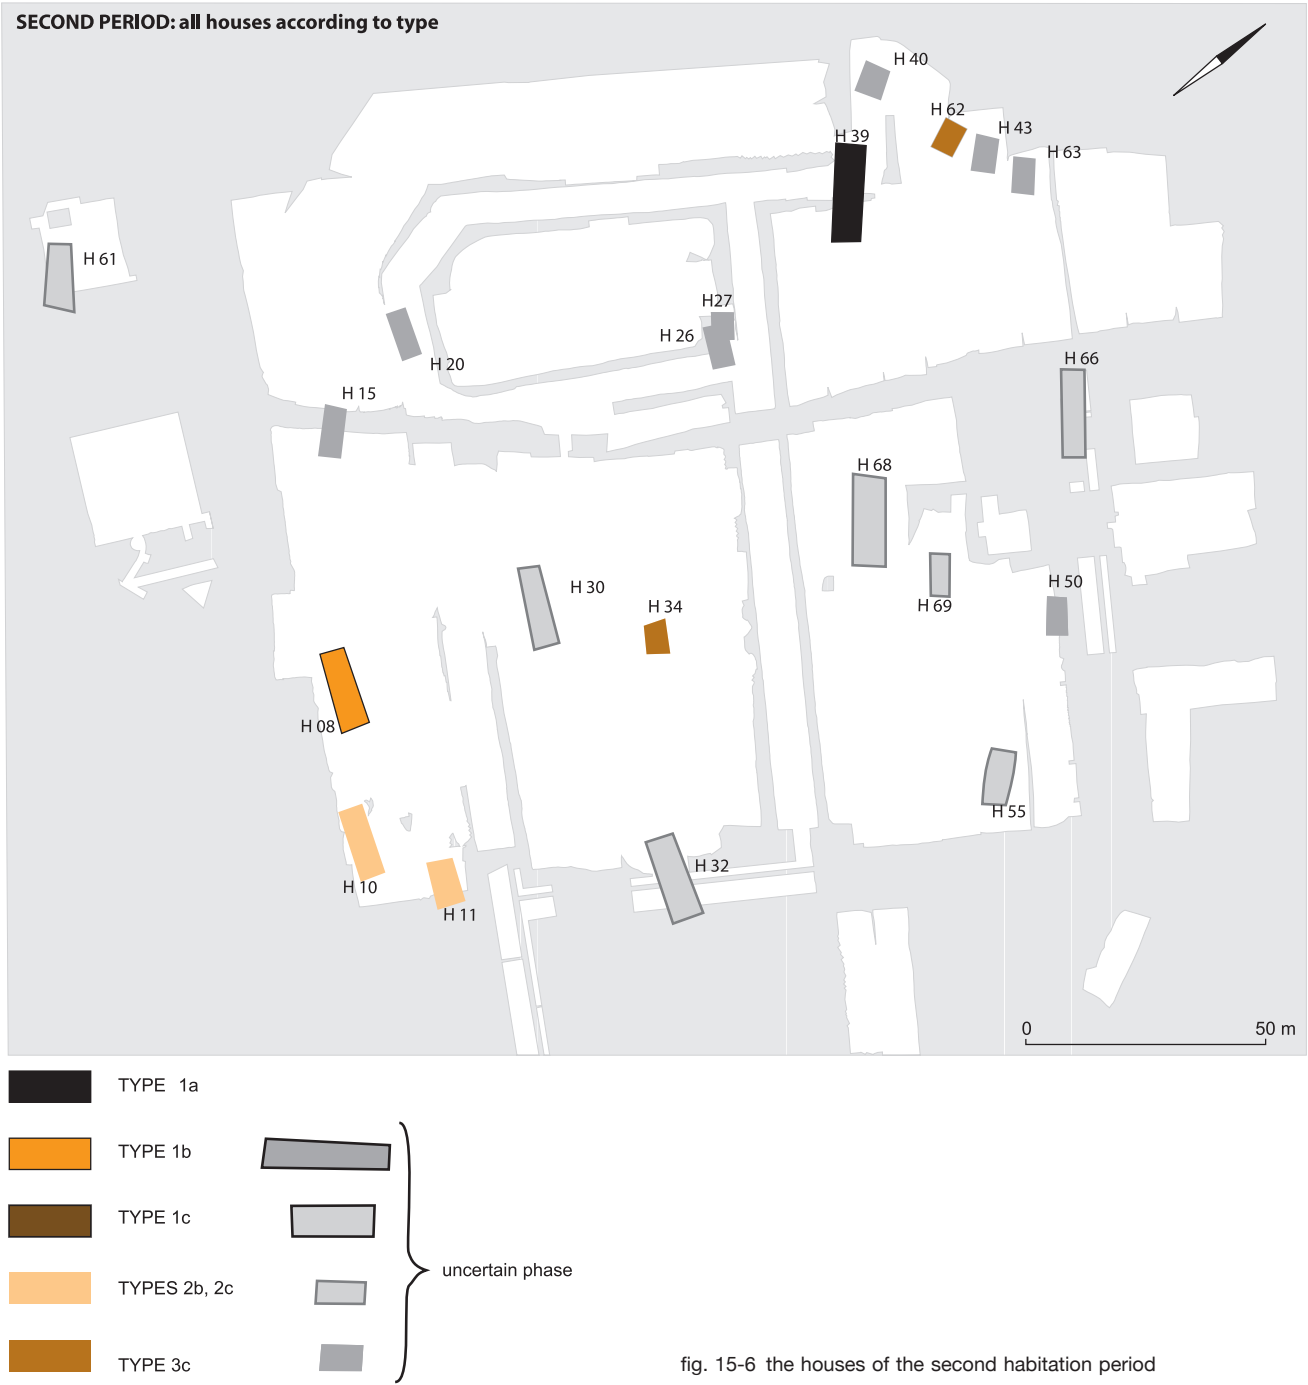 SECOND PERIOD: all houses according to type
H 40
H 62
H 43
H 39
H 63
H 61
H27
H 26
H 20
H 66
H 15
H 68
H 30
H 69
H 50
H 34
H 08
H 55
H 32
H 10
H 11
0 50 m
TYPE 1a
TYPE 1b
TYPE 1c
uncertain phase
TYPES 2b, 2c
TYPE 3c
fig. 15-6 the houses of the second habitation period